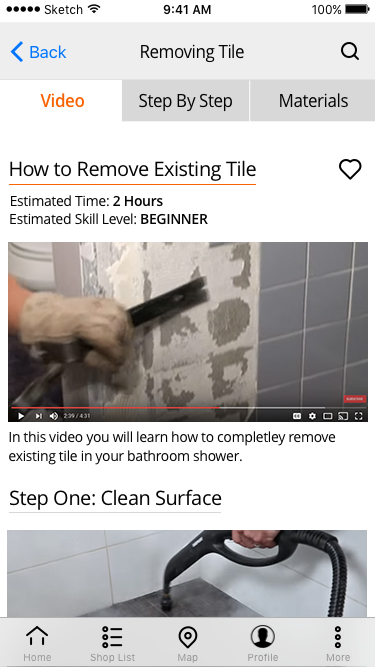 Sketch 9:41 AM 100%
Back Removing Tile
Video Step By Step Materials
How to Remove Existing Tile
Estimated Time: 2 Hours
Estimated Skill Level: BEGINNER
SUBSCRIBE
2:39 / 4:31
In this video you will learn how to completley remove
existing tile in your bathroom shower.
Step One: Clean Surface
Home Shop List Map Profile More